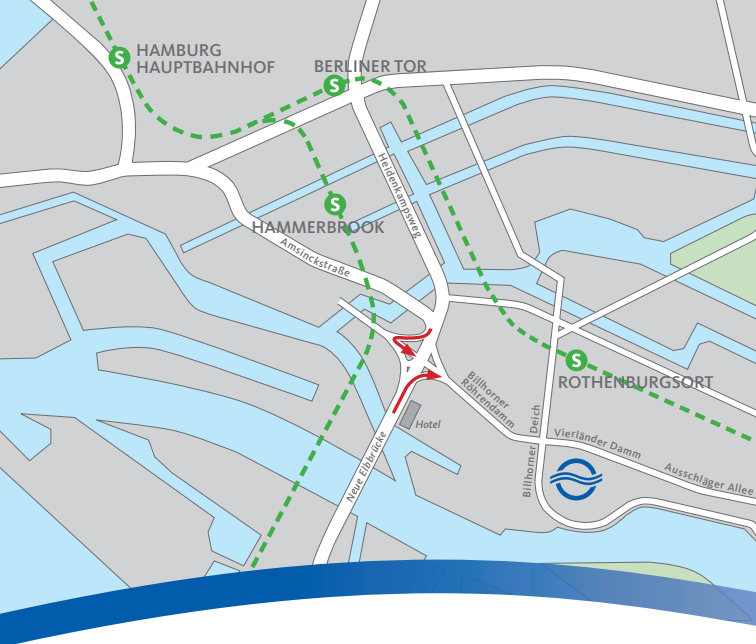 S
HAMBURG
HAUPTBAHNHOF
BERLINER TOR
S
Heidenkampsweg
S
HAMMERBROOK
Amsinckstraße
S
ROTHENBURGSORT
Billhorner
Röhrendamm
Hotel
Neue Elbbrücke
Billhorner Deich
Vierländer Damm
Ausschläger Allee